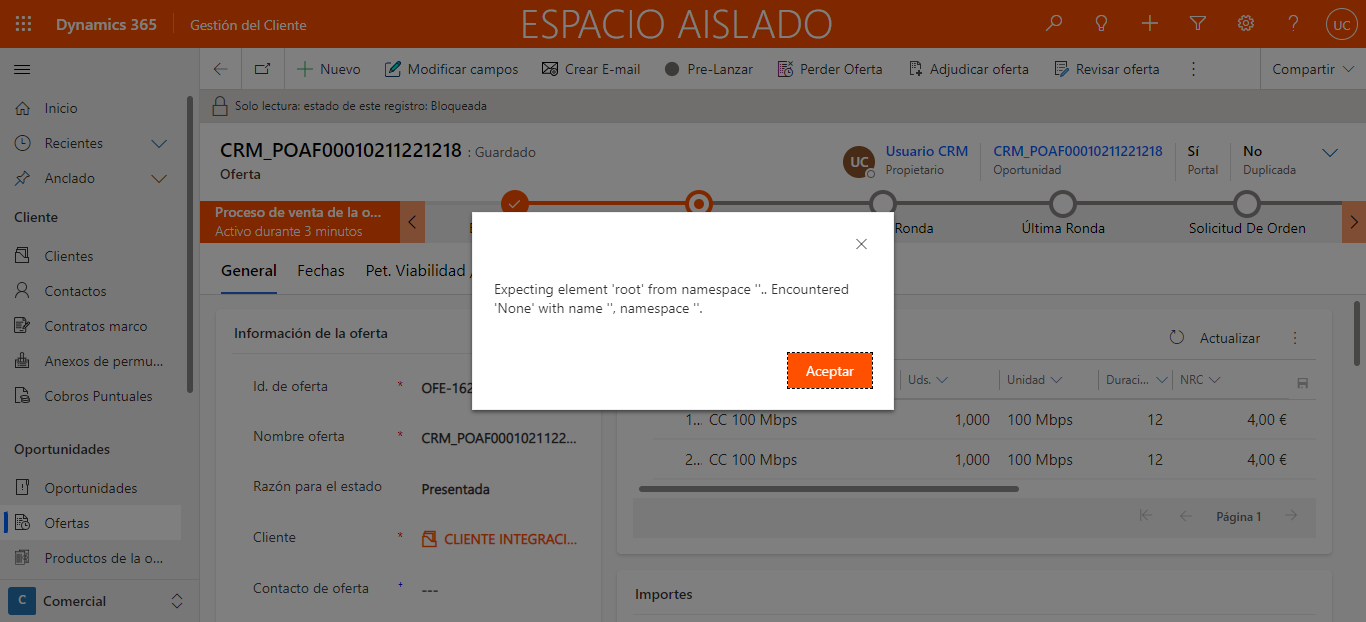 Dynamics 365
Gestión del Cliente
ESPACIO AISLADO
UC
Nuevo
Modificar campos
Crear E-mail
Pre-Lanzar
Perder Oferta
Adjudicar oferta
Revisar oferta
Compartir
Solo lectura: estado de este registro: Bloqueada
Inicio
Recientes
Anclado
Cliente
Clientes
Contactos
Contratos marco
Anexos de permu...
Cobros Puntuales
Oportunidades
Oportunidades
Ofertas
Productos de la o...
C
Comercial
CRM_POAF00010211221218 : Guardado
Oferta
UC
Usuario CRM
Propietario
CRM_POAF00010211221218
Oportunidad
Sí
Portal
No
Duplicada
Proceso de venta de la o...
Activo durante 3 minutos
Ronda
Última Ronda
Solicitud De Orden
General
Fechas
Pet. Viabilidad
Expecting element 'root' from namespace ''.. Encountered
'None' with name '', namespace ''.
Aceptar
Información de la oferta
Id. de oferta
*
OFE-162
Nombre oferta
*
CRM_POAF0001021122...
Razón para el estado
Presentada
Cliente
*
CLIENTE INTEGRACI...
Contacto de oferta
+
---
Actualizar
Uds.
Unidad
Duraci...
NRC
1... CC 100 Mbps 1,000 100 Mbps 12 4,00 €
2... CC 100 Mbps 1,000 100 Mbps 12 4,00 €
Página 1
Importes